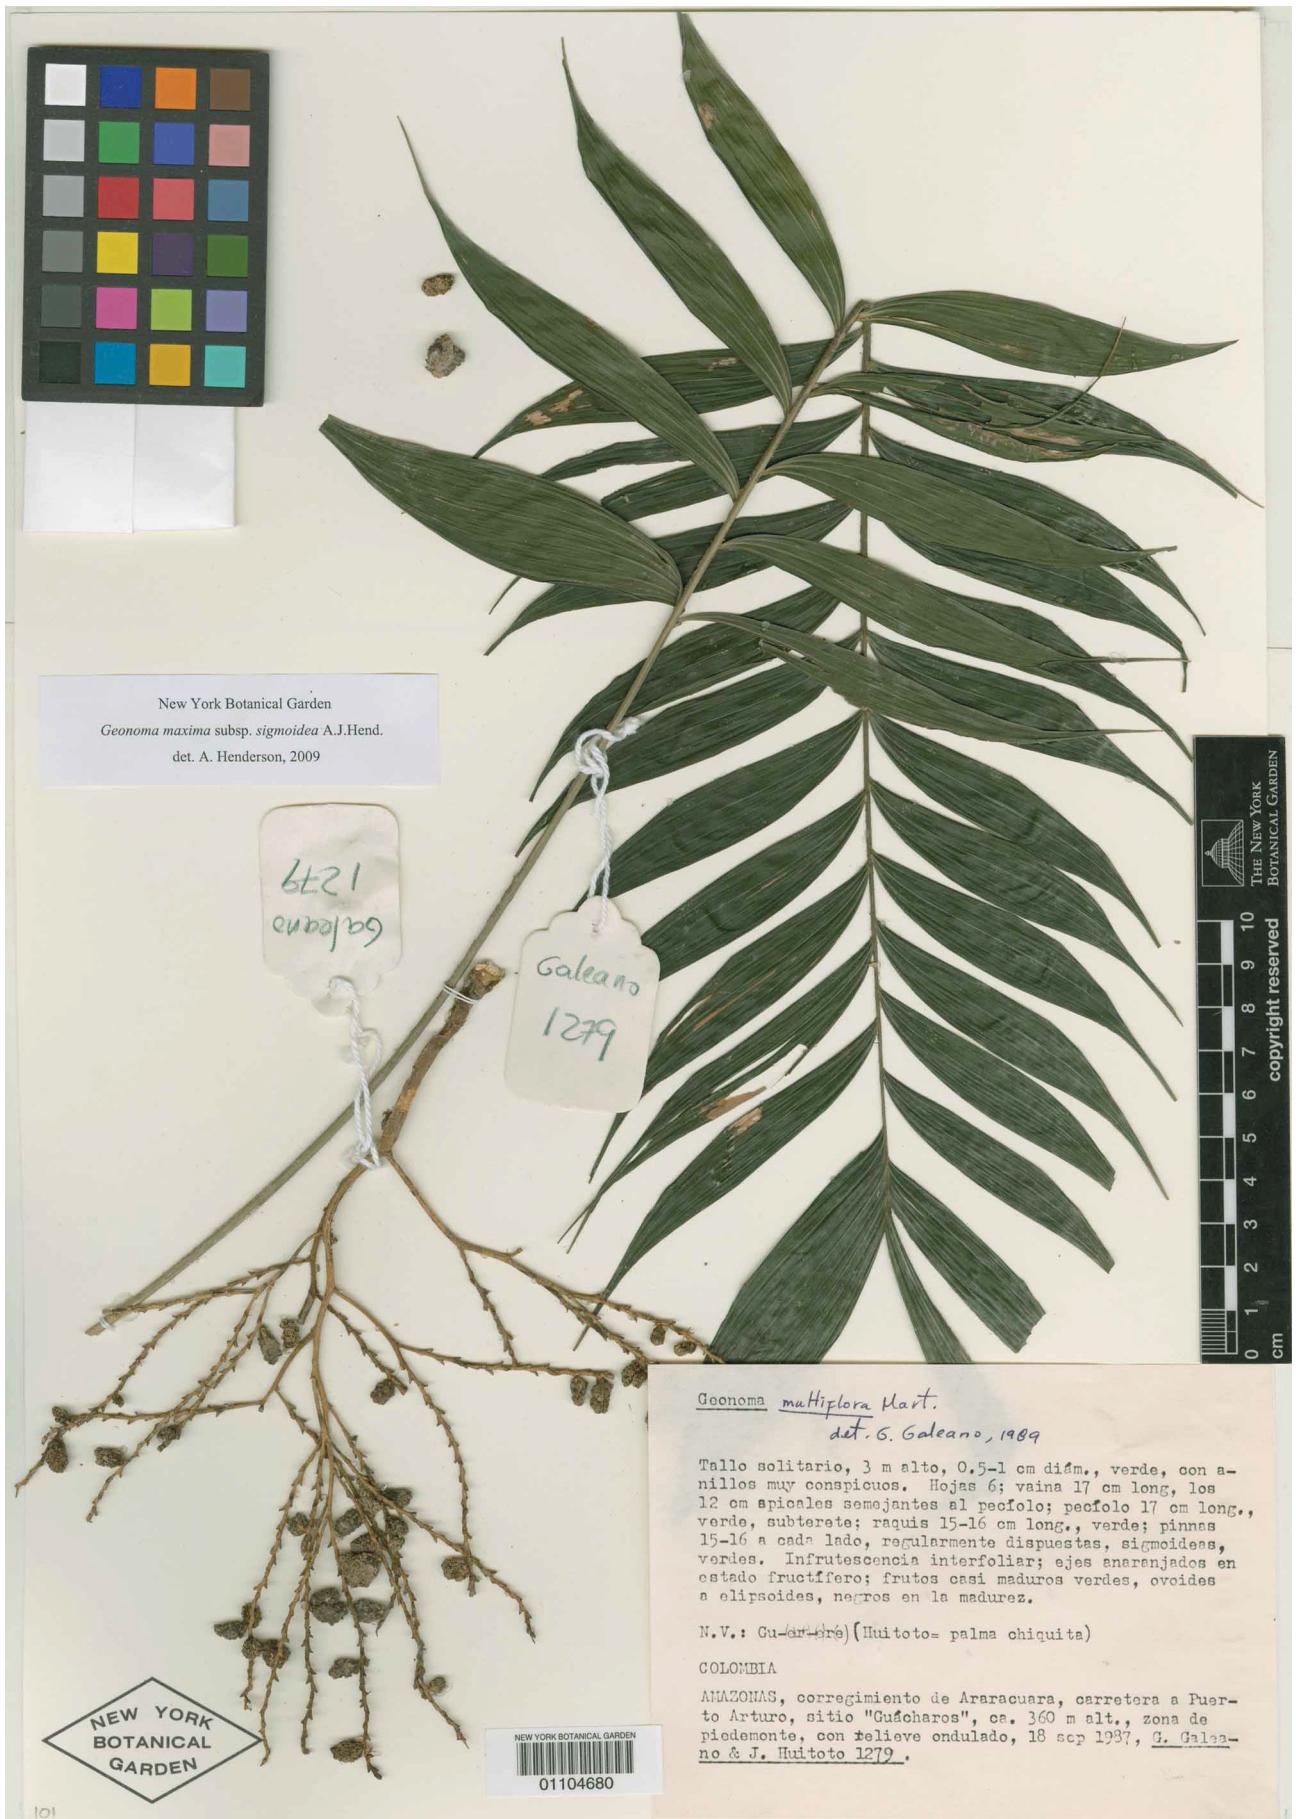 New York Botanical Garden
Geonoma maxima subsp. sigmoidea A.J.Hend.
det. A. Henderson, 2009
Galeano
1279
Galeano
1279
THE NEW YORK
BOTANICAL GARDEN
copyright reserved
10
9
8
7
6
5
4
3
2
1
0
cm
Geonoma multiflora Mart.
det. G. Galeano, 1989
Tallo solitario, 3 m alto, 0.5-1 cm diám., verde, con a-
nillos muy conspicuos. Hojas 6; vaina 17 cm long, los
12 cm apicales semejantes al pecíolo; pecíolo 17 cm long.,
verde, subterete; raquis 15-16 cm long., verde; pinnas
15-16 a cada lado, regularmente dispuestas, sigmoideas,
verdes. Infrutescencia interfoliar; ejes anaranjados en
estado fructífero; frutos casi maduros verdes, ovoides
a elipsoides, negros en la madurez.
N.V.: (Huitoto= palma chiquita)
COLOMBIA
AMAZONAS, corregimiento de Araracuara, carretera a Puer-
to Arturo, sitio "Guácharos", ca. 360 m alt., zona de
piedemonte, con relieve ondulado, 18 sep 1987, G. Galea-
no & J. Huitoto 1279.
NEW YORK
BOTANICAL
GARDEN
NEW YORK BOTANICAL GARDEN
01104680
101